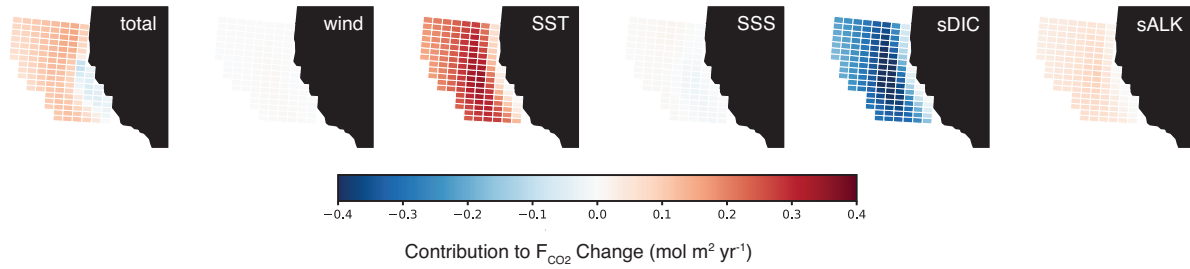 total wind SST SSS sDIC sALK
−0.4 −0.3 −0.2 −0.1 0.0 0.1 0.2 0.3 0.4
Contribution to F_CO2 Change (mol m² yr⁻¹)